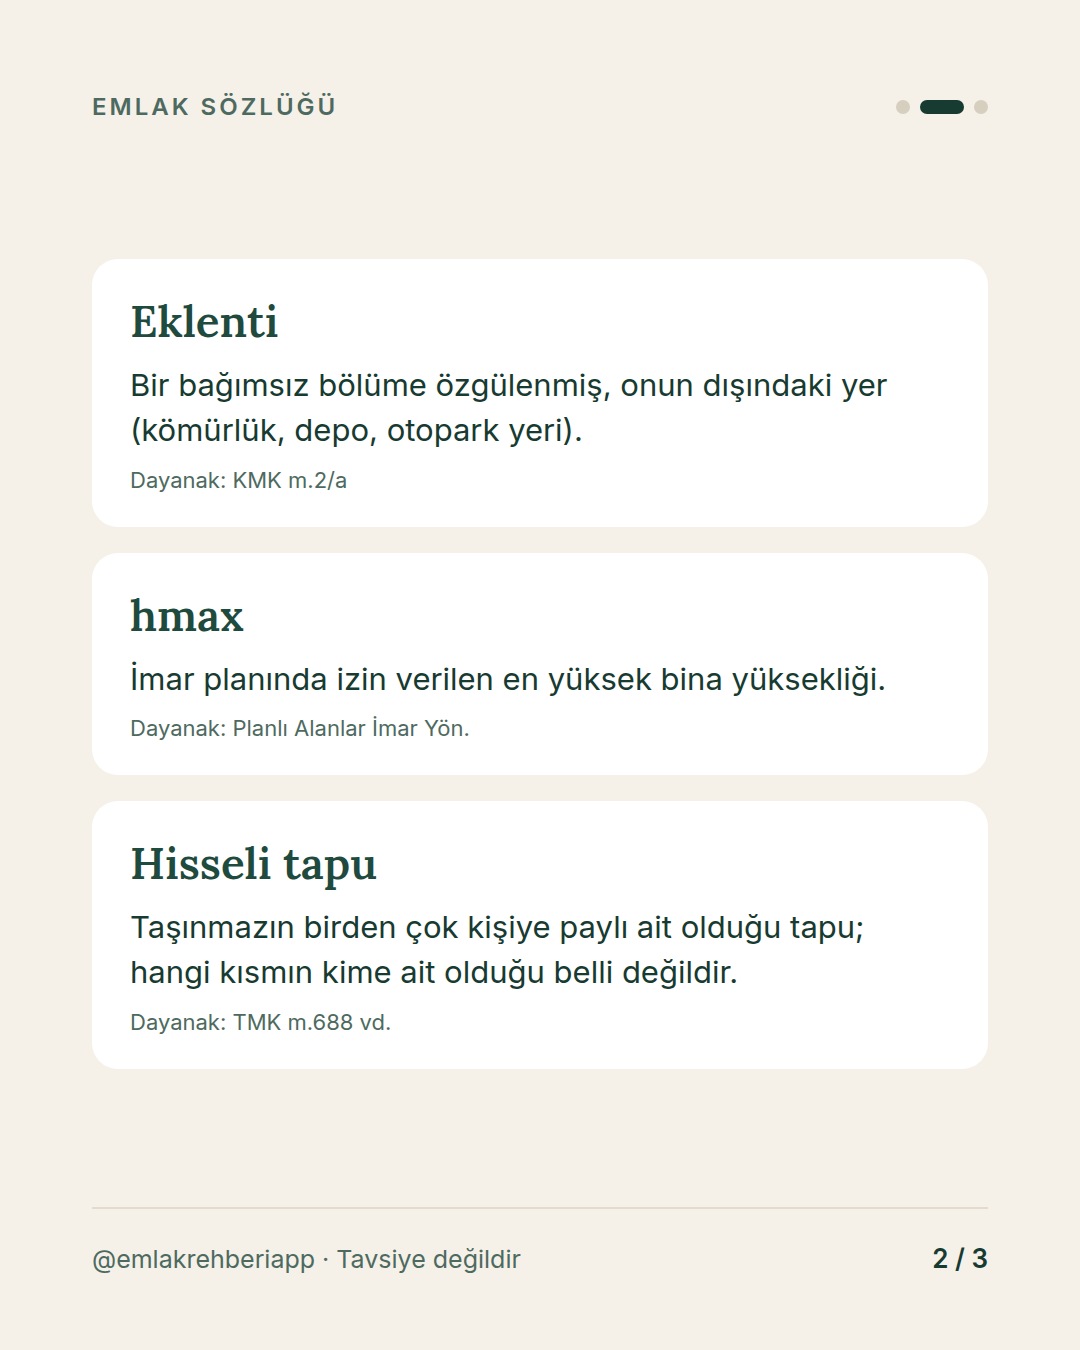 EMLAK SÖZLÜĞÜ
Eklenti
Bir bağımsız bölüme özgülenmiş, onun dışındaki yer
(kömürlük, depo, otopark yeri).
Dayanak: KMK m.2/a
hmax
İmar planında izin verilen en yüksek bina yüksekliği.
Dayanak: Planlı Alanlar İmar Yön.
Hisseli tapu
Taşınmazın birden çok kişiye paylı ait olduğu tapu;
hangi kısmın kime ait olduğu belli değildir.
Dayanak: TMK m.688 vd.
@emlakrehberiapp · Tavsiye değildir
2 / 3